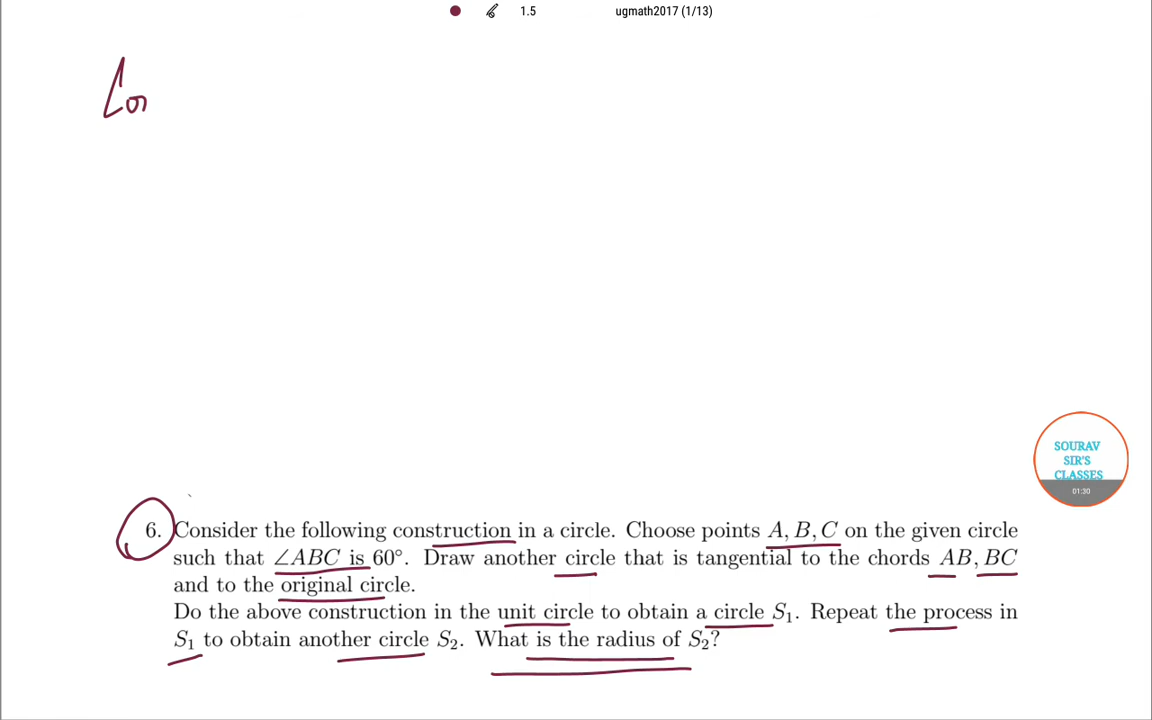 1.5 ugmath2017 (1/13)
SOURAV
SIR'S
CLASSES
01:30
6. Consider the following construction in a circle. Choose points A, B, C on the given circle
such that ∠ABC is 60°. Draw another circle that is tangential to the chords AB, BC
and to the original circle.
Do the above construction in the unit circle to obtain a circle S₁. Repeat the process in
S₁ to obtain another circle S₂. What is the radius of S₂?